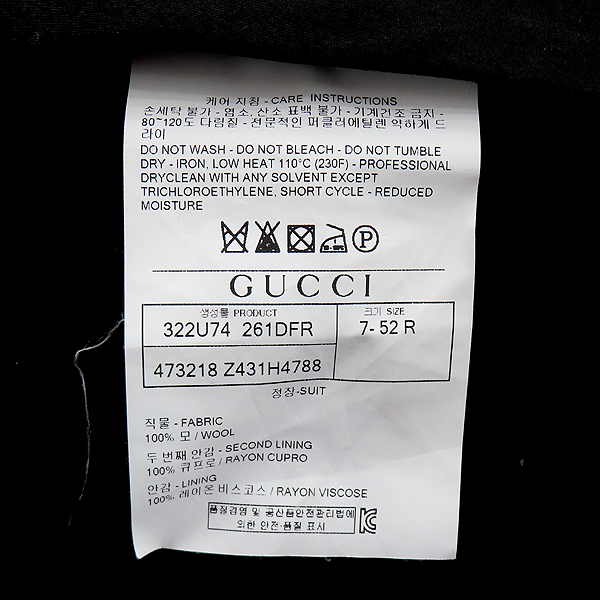 케어 지침 - CARE INSTRUCTIONS
손세탁 불가 - 염소, 산소 표백 불가 - 기계건조 금지 -
80~120도 다림질 - 전문적인 퍼클러에틸렌 약하게 드
라이
DO NOT WASH - DO NOT BLEACH - DO NOT TUMBLE
DRY - IRON, LOW HEAT 110°C (230F) - PROFESSIONAL
DRYCLEAN WITH ANY SOLVENT EXCEPT
TRICHLOROETHYLENE, SHORT CYCLE - REDUCED
MOISTURE
P
GUCCI
생성물 PRODUCT
크기 SIZE
322U74 261DFR
7- 52 R
473218 Z431H4788
정장-SUIT
직물 - FABRIC
100% 모 / WOOL
두 번째 안감 - SECOND LINING
100% 큐프로 / RAYON CUPRO
안감 - LINING
100% 레이온 비스코스 / RAYON VISCOSE
품질경영 및 공산품안전관리법에
의한 안전·품질 표시